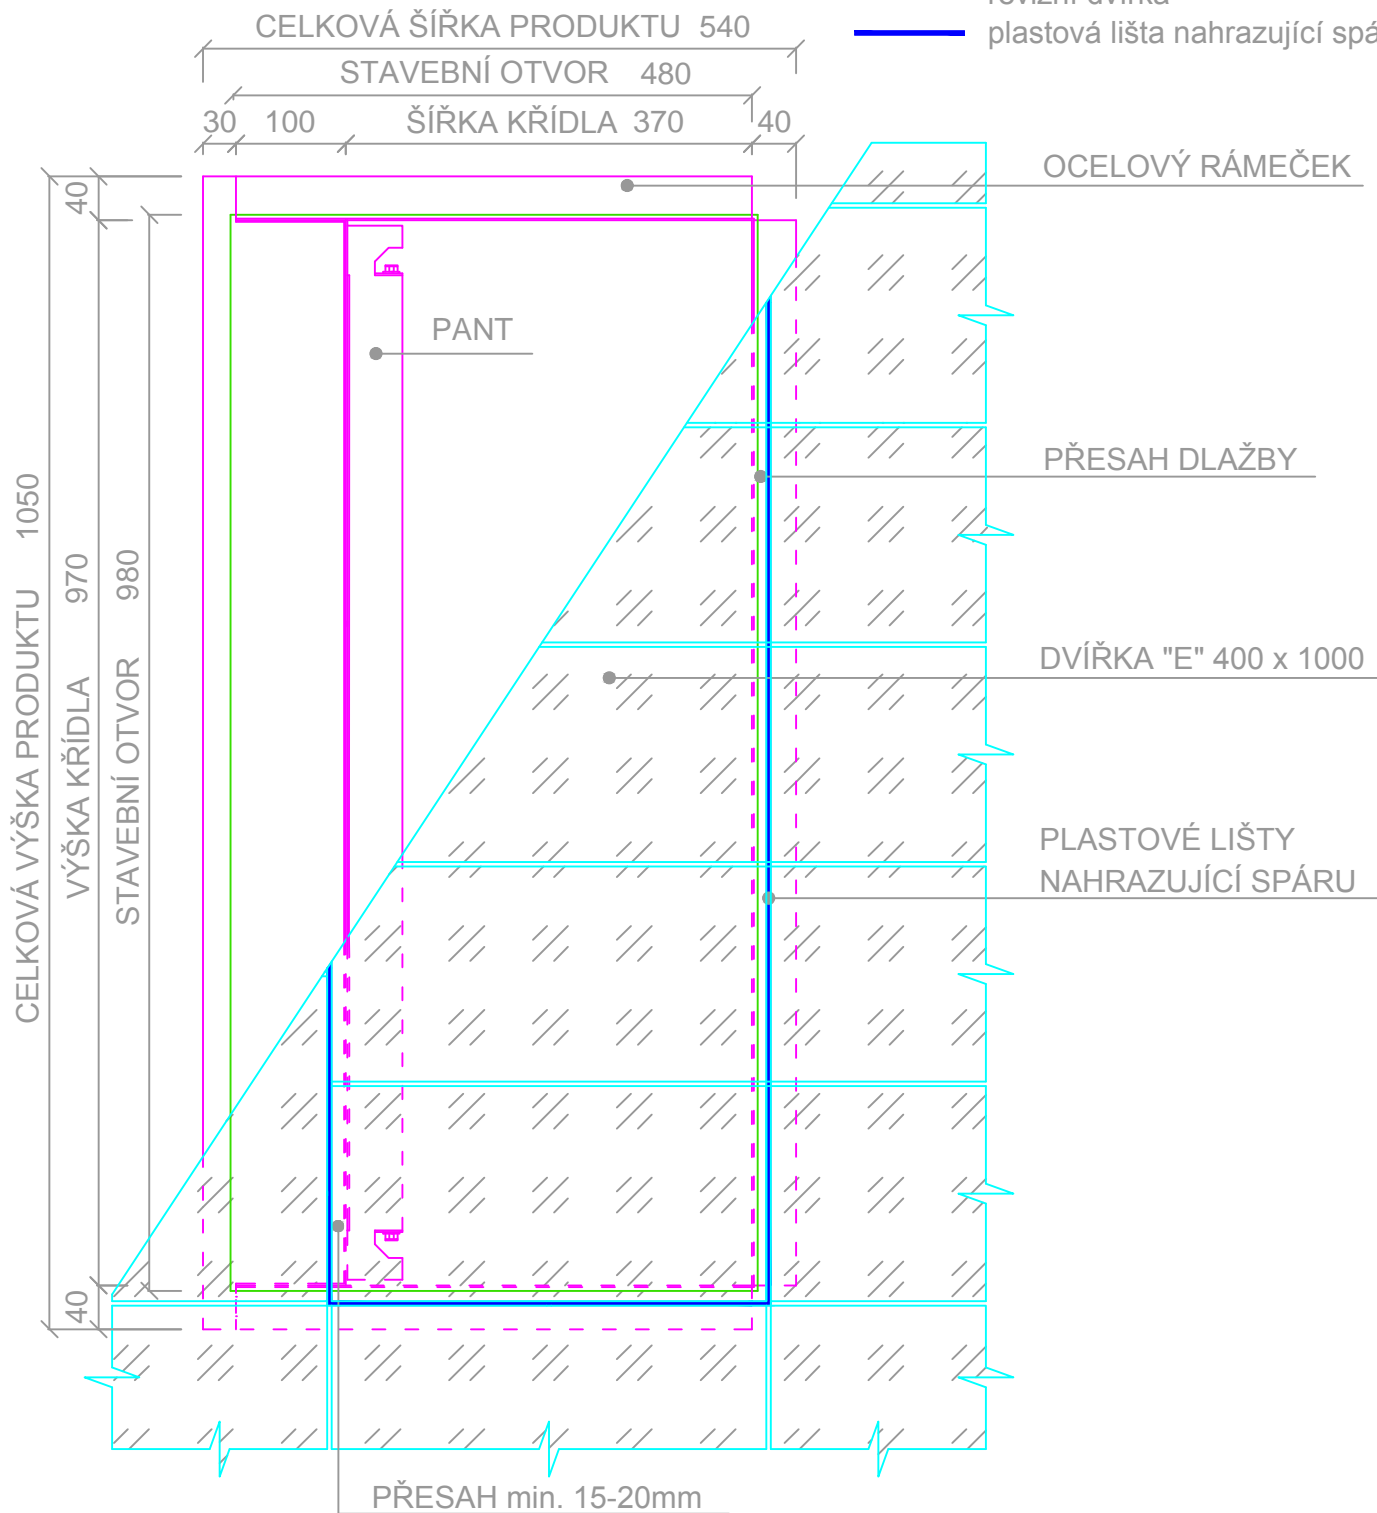 plastová lišta nahrazující
CELKOVÁ ŠÍŘKA PRODUKTU 540
STAVEBNÍ OTVOR 480
30 100 ŠÍŘKA KŘÍDLA 370 40
OCELOVÝ RÁMEČEK
40
PANT
PŘESAH DLAŽBY
CELKOVÁ VÝŠKA PRODUKTU 1050
VÝŠKA KŘÍDLA 970
STAVEBNÍ OTVOR 980
DVÍŘKA "E" 400 x 1000
PLASTOVÉ LIŠTY
NAHRAZUJÍCÍ SPÁRU
40
PŘESAH min. 15-20mm